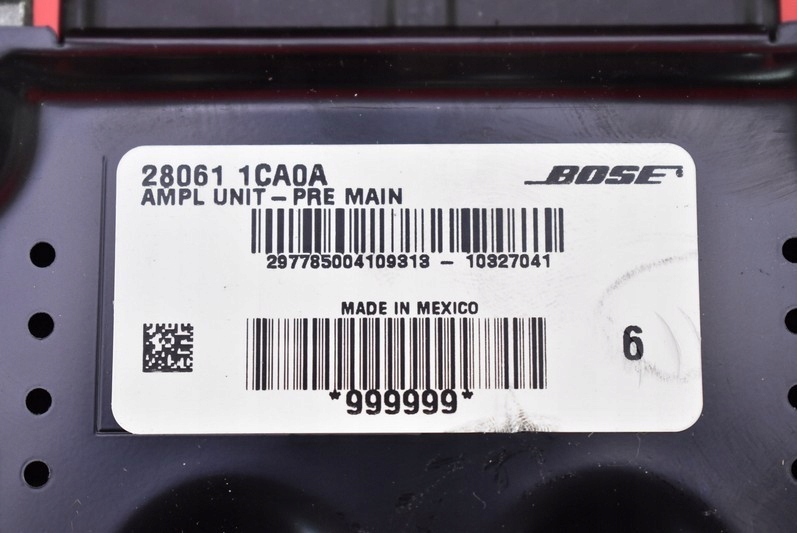 28061 1CA0A
BOSE
AMPL UNIT – PRE MAIN
297785004109313 – 10327041
MADE IN MEXICO
6
*999999*